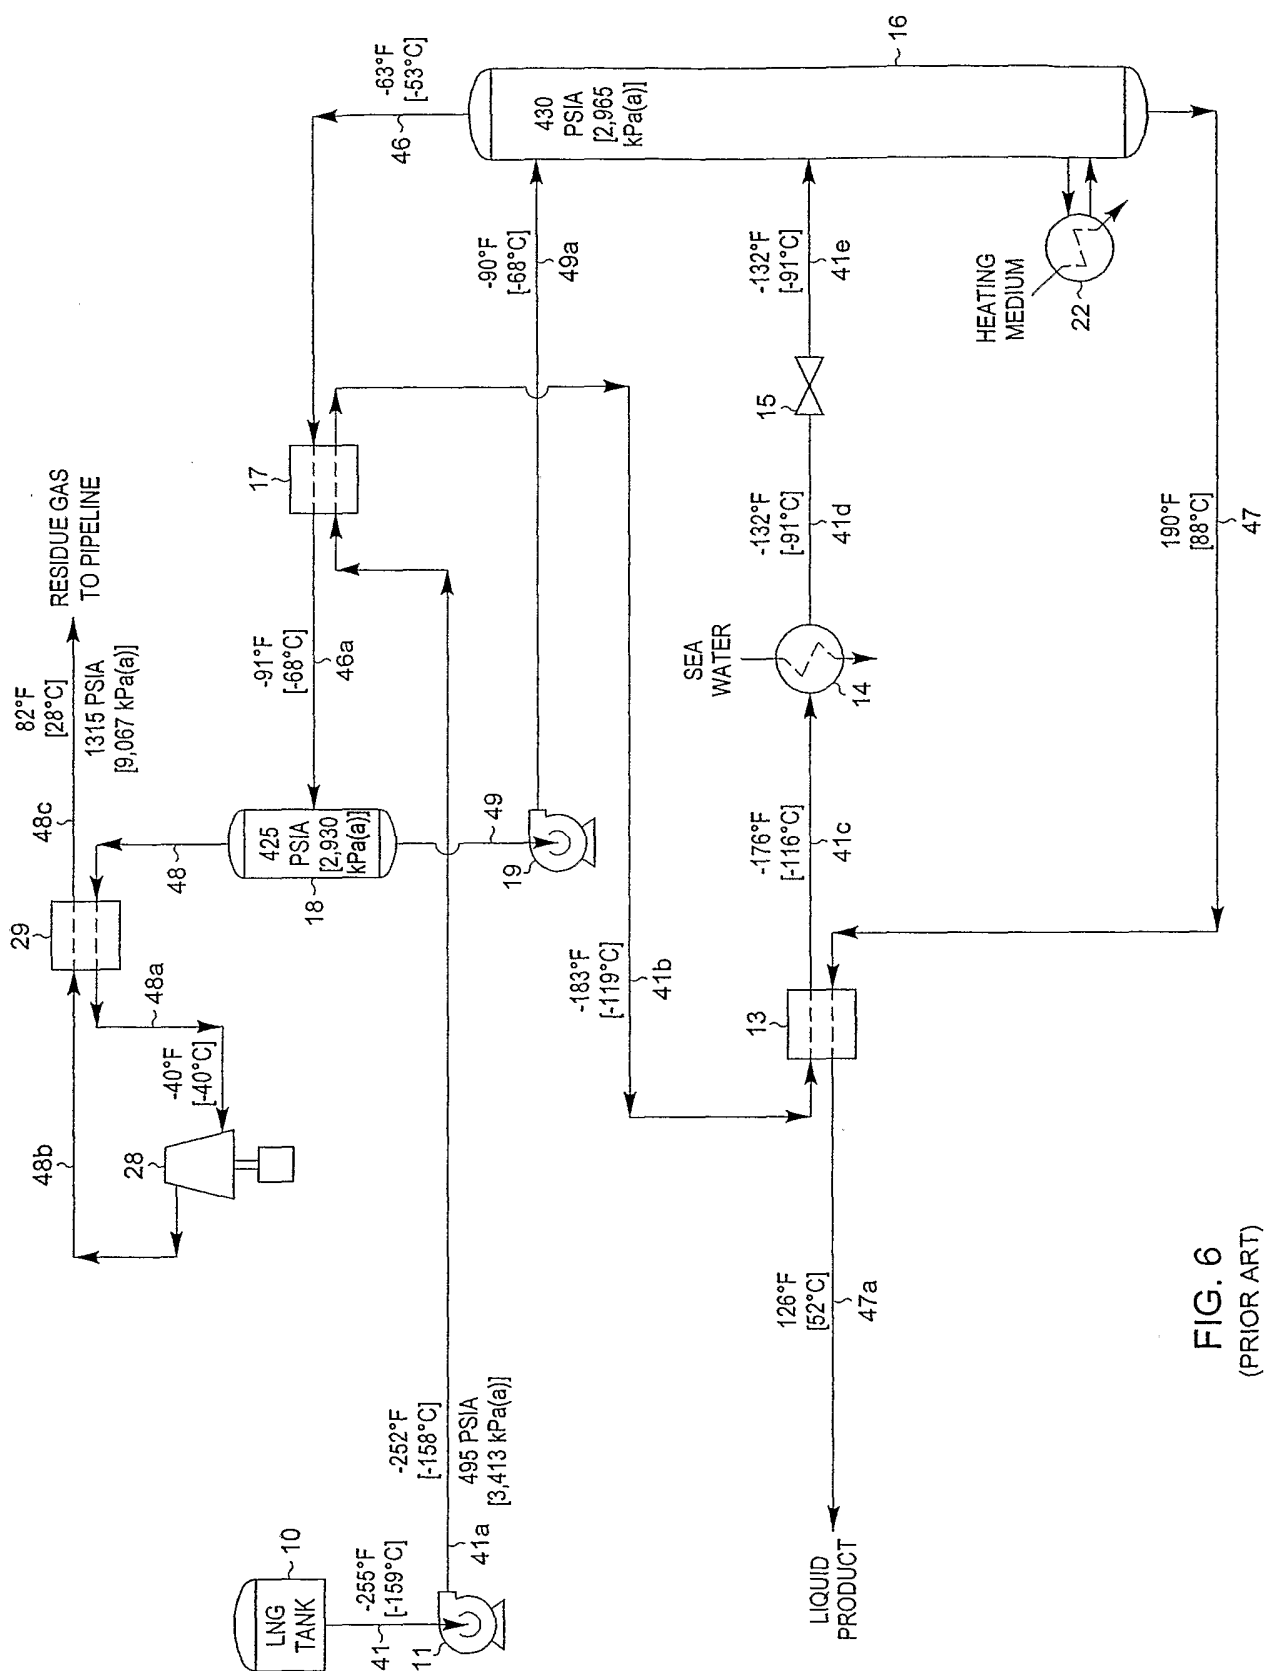 LNG
TANK
10
-255°F
[-159°C]
41
11
41a
-252°F
[-158°C]
495 PSIA
[3,413 kPa(a)]
48b
28
-40°F
[-40°C]
48a
29
48
48c
82°F
[28°C]
1315 PSIA
[9,067 kPa(a)]
RESIDUE GAS
TO PIPELINE
425
PSIA
[2,930
kPa(a)]
18
49
19
-91°F
[-68°C]
46a
17
46
-63°F
[-53°C]
-90°F
[-68°C]
49a
430
PSIA
[2,965
kPa(a)]
16
-183°F
[-119°C]
41b
13
-176°F
[-116°C]
41c
SEA
WATER
14
-132°F
[-91°C]
41d
15
-132°F
[-91°C]
41e
HEATING
MEDIUM
22
190°F
[88°C]
47
126°F
[52°C]
47a
LIQUID
PRODUCT
FIG. 6
(PRIOR ART)